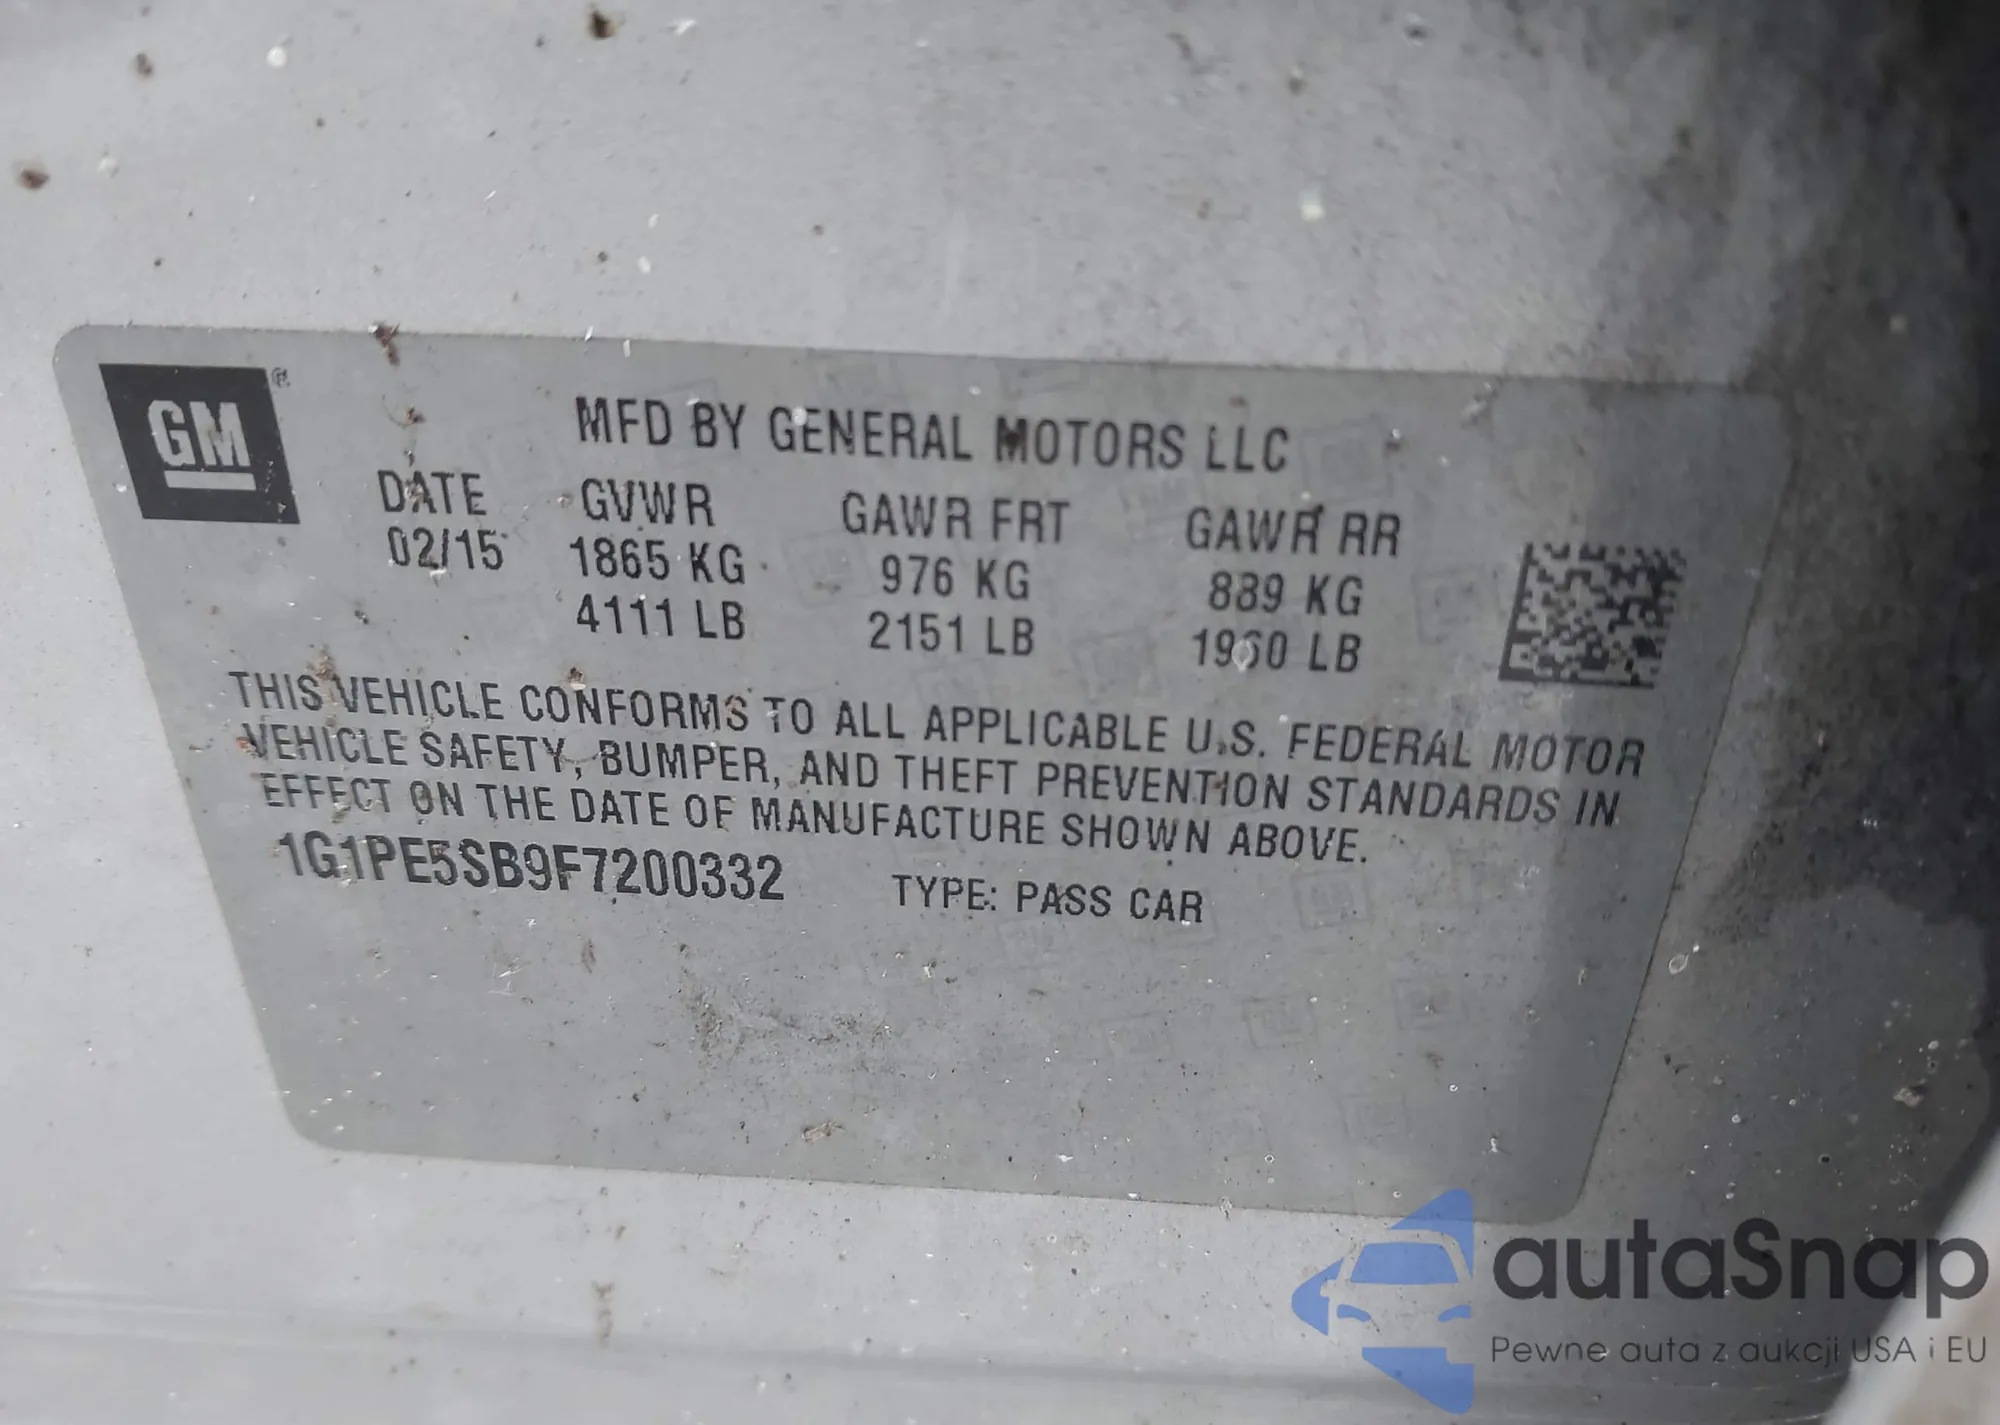 GM®
MFD BY GENERAL MOTORS LLC
DATE GVWR GAWR FRT GAWR RR
02/15 1865 KG 976 KG 889 KG
4111 LB 2151 LB 1960 LB
THIS VEHICLE CONFORMS TO ALL APPLICABLE U.S. FEDERAL MOTOR
VEHICLE SAFETY, BUMPER, AND THEFT PREVENTION STANDARDS IN
EFFECT ON THE DATE OF MANUFACTURE SHOWN ABOVE.
1G1PE5SB9F7200332 TYPE: PASS CAR
autaSnap
Pewne auta z aukcji USA i EU